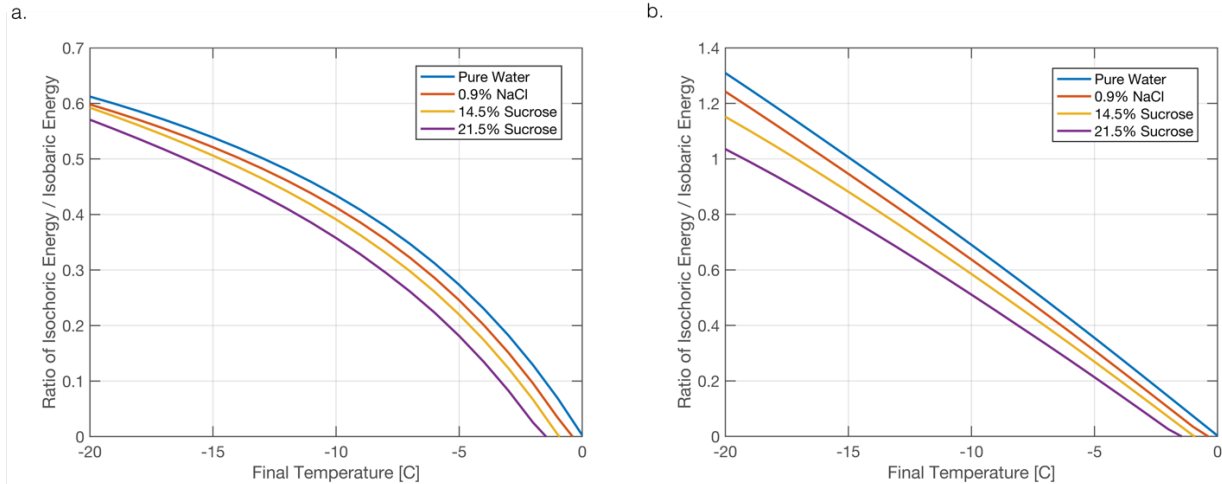 a.
Ratio of Isochoric Energy / Isobaric Energy
0.7
0.6
0.5
0.4
0.3
0.2
0.1
0
Pure Water
0.9% NaCl
14.5% Sucrose
21.5% Sucrose
-20
-15
-10
-5
0
Final Temperature [C]
b.
Ratio of Isochoric Energy / Isobaric Energy
1.4
1.2
1
0.8
0.6
0.4
0.2
0
Pure Water
0.9% NaCl
14.5% Sucrose
21.5% Sucrose
-20
-15
-10
-5
0
Final Temperature [C]